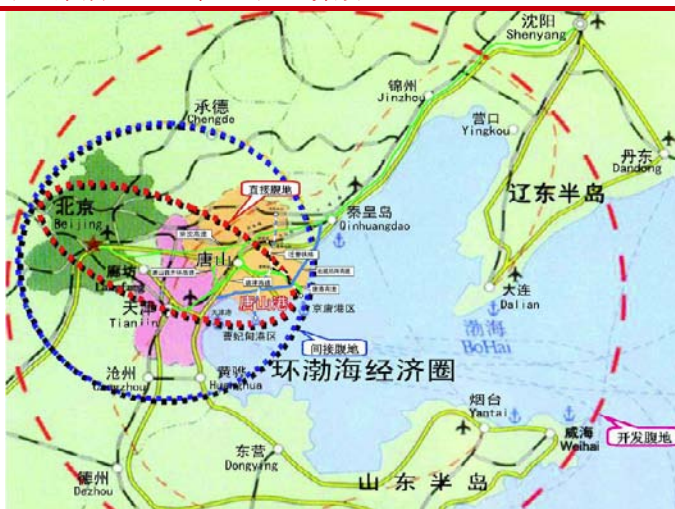 沈阳
Shenyang
锦州
Jinzhou
承德
Chengde
营口
Yingkou
丹东
Dandong
直接腹地
辽东半岛
北京
Beijing
秦皇岛
Qinhuangdao
唐山
廊坊
大连
Dalian
唐山港
京唐港区
天津
Tianjin
渤海
BoHai
曹妃甸港区
间接腹地
沧州
Cangzhou
黄骅
Huanghua
环渤海经济圈
烟台
Yantai
威海
Weihai
开发腹地
东营
Dongying
德州
Dezhou
山东半岛